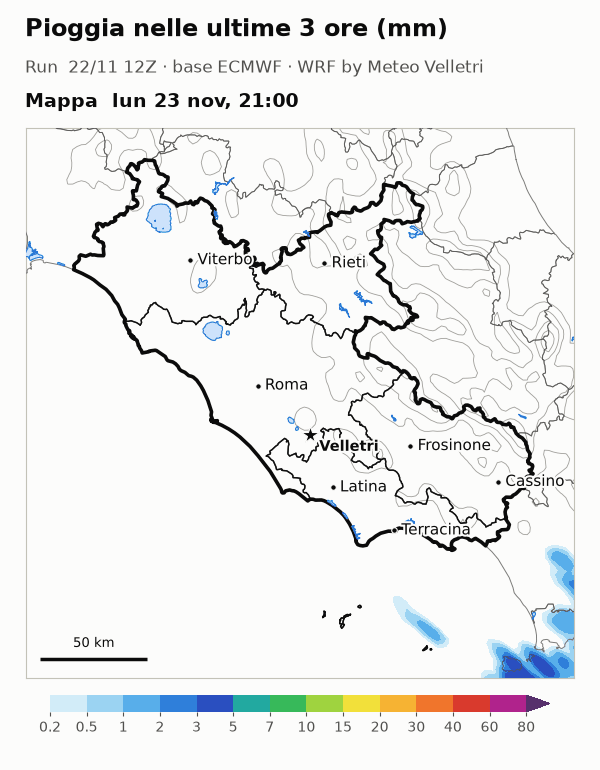 Pioggia nelle ultime 3 ore (mm)
Run  22/11 12Z · base ECMWF · WRF by Meteo Velletri
Mappa  lun 23 nov, 21:00
Viterbo
Rieti
Roma
Velletri
Frosinone
Cassino
Latina
Terracina
50 km
0.2 0.5 1 2 3 5 7 10 15 20 30 40 60 80